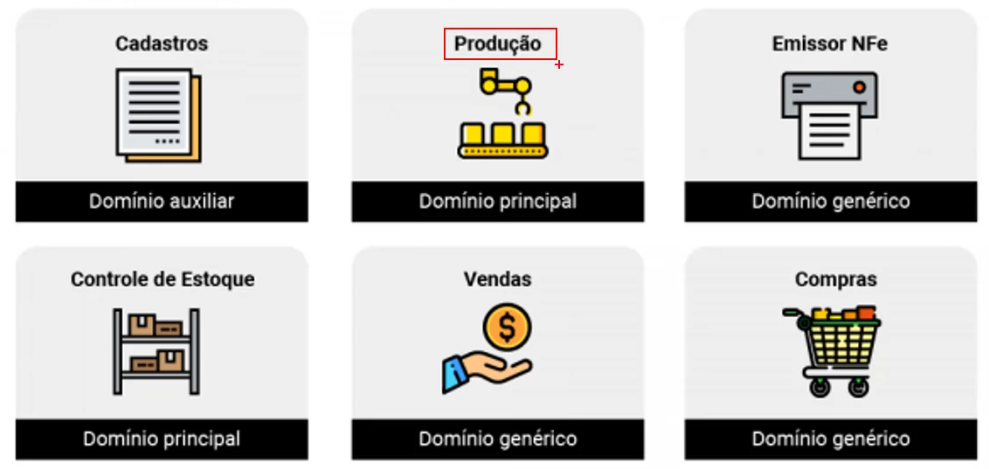 Cadastros
Produção
Emissor NFe
Domínio auxiliar
Domínio principal
Domínio genérico
Controle de Estoque
Vendas
Compras
Domínio principal
Domínio genérico
Domínio genérico